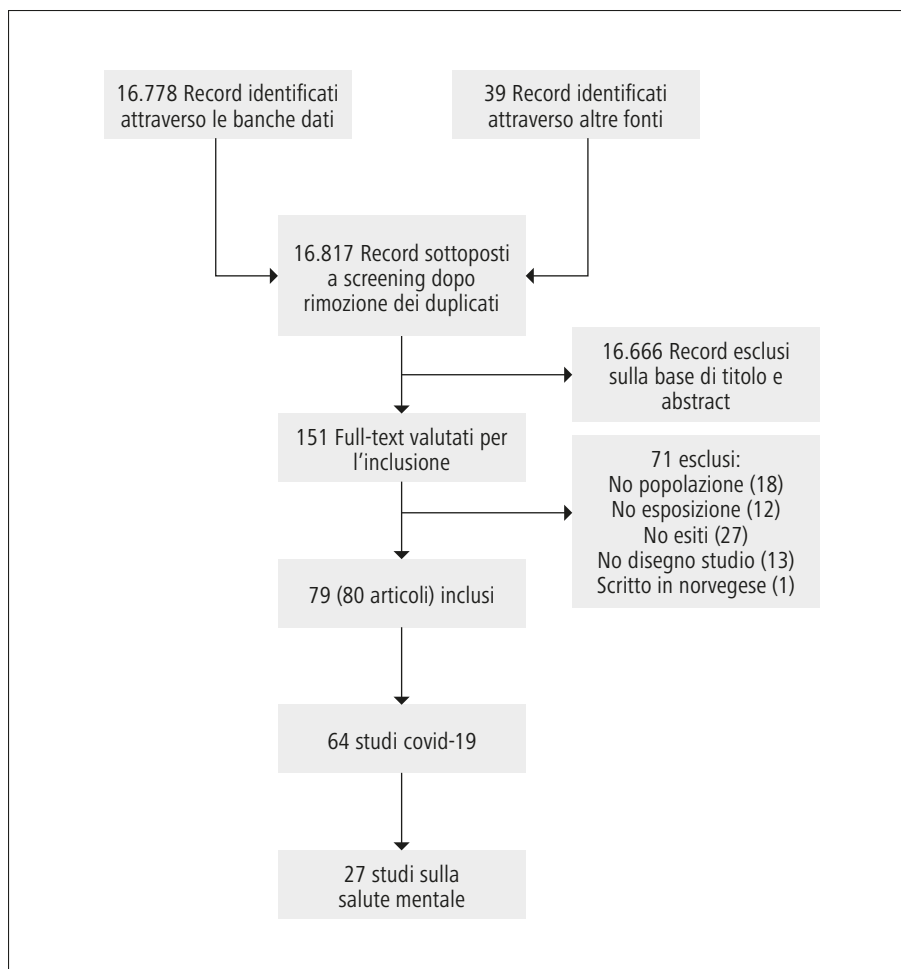 16.778 Record identificati
attraverso le banche dati
39 Record identificati
attraverso altre fonti
16.817 Record sottoposti
a screening dopo
rimozione dei duplicati
16.666 Record esclusi
sulla base di titolo e
abstract
151 Full-text valutati per
l'inclusione
71 esclusi:
No popolazione (18)
No esposizione (12)
No esiti (27)
No disegno studio (13)
Scritto in norvegese (1)
79 (80 articoli) inclusi
64 studi covid-19
27 studi sulla
salute mentale